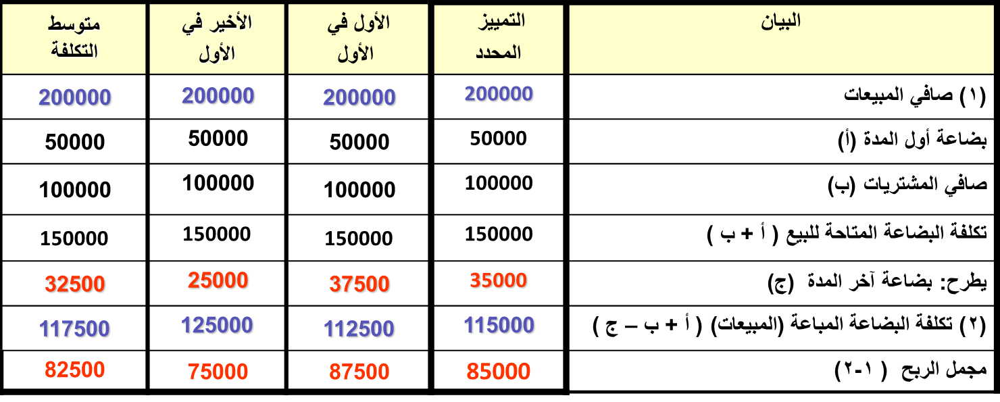 البيان التمييز المحدد الأول في الأول الأخير في الأول متوسط التكلفة
(١) صافي المبيعات 200000 200000 200000 200000
بضاعة أول المدة (أ) 50000 50000 50000 50000
صافي المشتريات (ب) 100000 100000 100000 100000
تكلفة البضاعة المتاحة للبيع ( أ + ب ) 150000 150000 150000 150000
يطرح: بضاعة آخر المدة (ج) 35000 37500 25000 32500
(٢) تكلفة البضاعة المباعة (المبيعات) ( أ + ب – ج ) 115000 112500 125000 117500
مجمل الربح ( ١-٢) 85000 87500 75000 82500